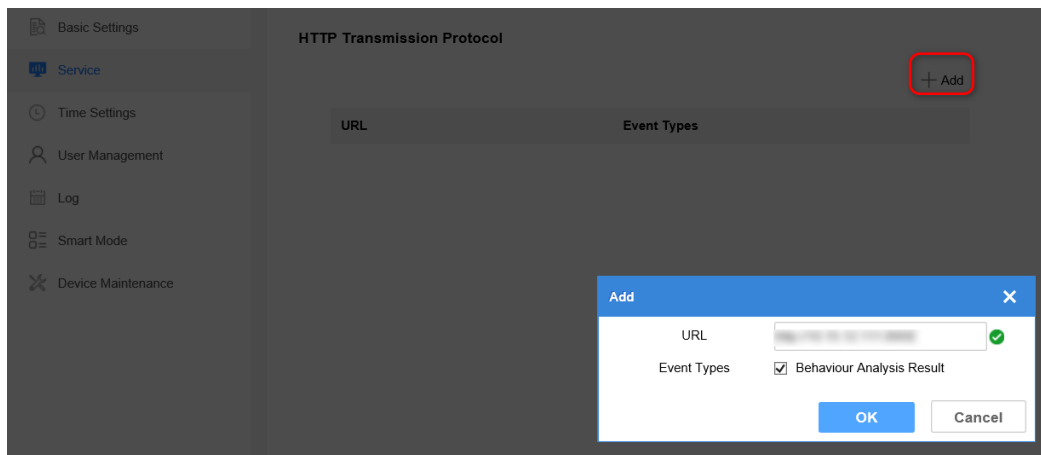 Basic Settings
HTTP Transmission Protocol
Service
Add
Time Settings
URL
Event Types
User Management
Log
Smart Mode
Device Maintenance
Add
URL
Event Types
Behaviour Analysis Result
OK
Cancel